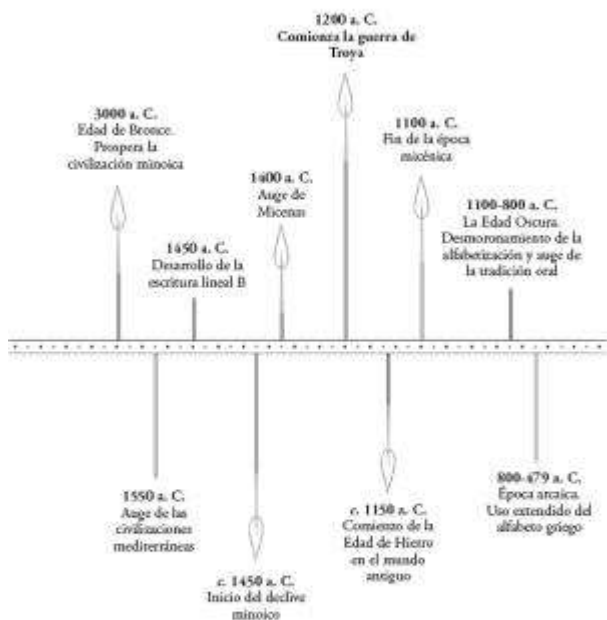 1200 a. C.
Comienza la guerra de
Troya
3000 a. C.
Edad de Bronce.
Prospera la
civilización minoica
1100 a. C.
Fin de la época
micénica
1400 a. C.
Auge de
Micenas
1100-800 a. C.
La Edad Oscura.
Desmoronamiento de la
alfabetización y auge de
la tradición oral
1450 a. C.
Desarrollo de la
escritura lineal B
1550 a. C.
Auge de las
civilizaciones
mediterráneas
800-479 a. C.
Época arcaica.
Uso extendido del
alfabeto griego
c. 1150 a. C.
Comienzo de la
Edad de Hierro
en el mundo
antiguo
c. 1450 a. C.
Inicio del declive
minoico